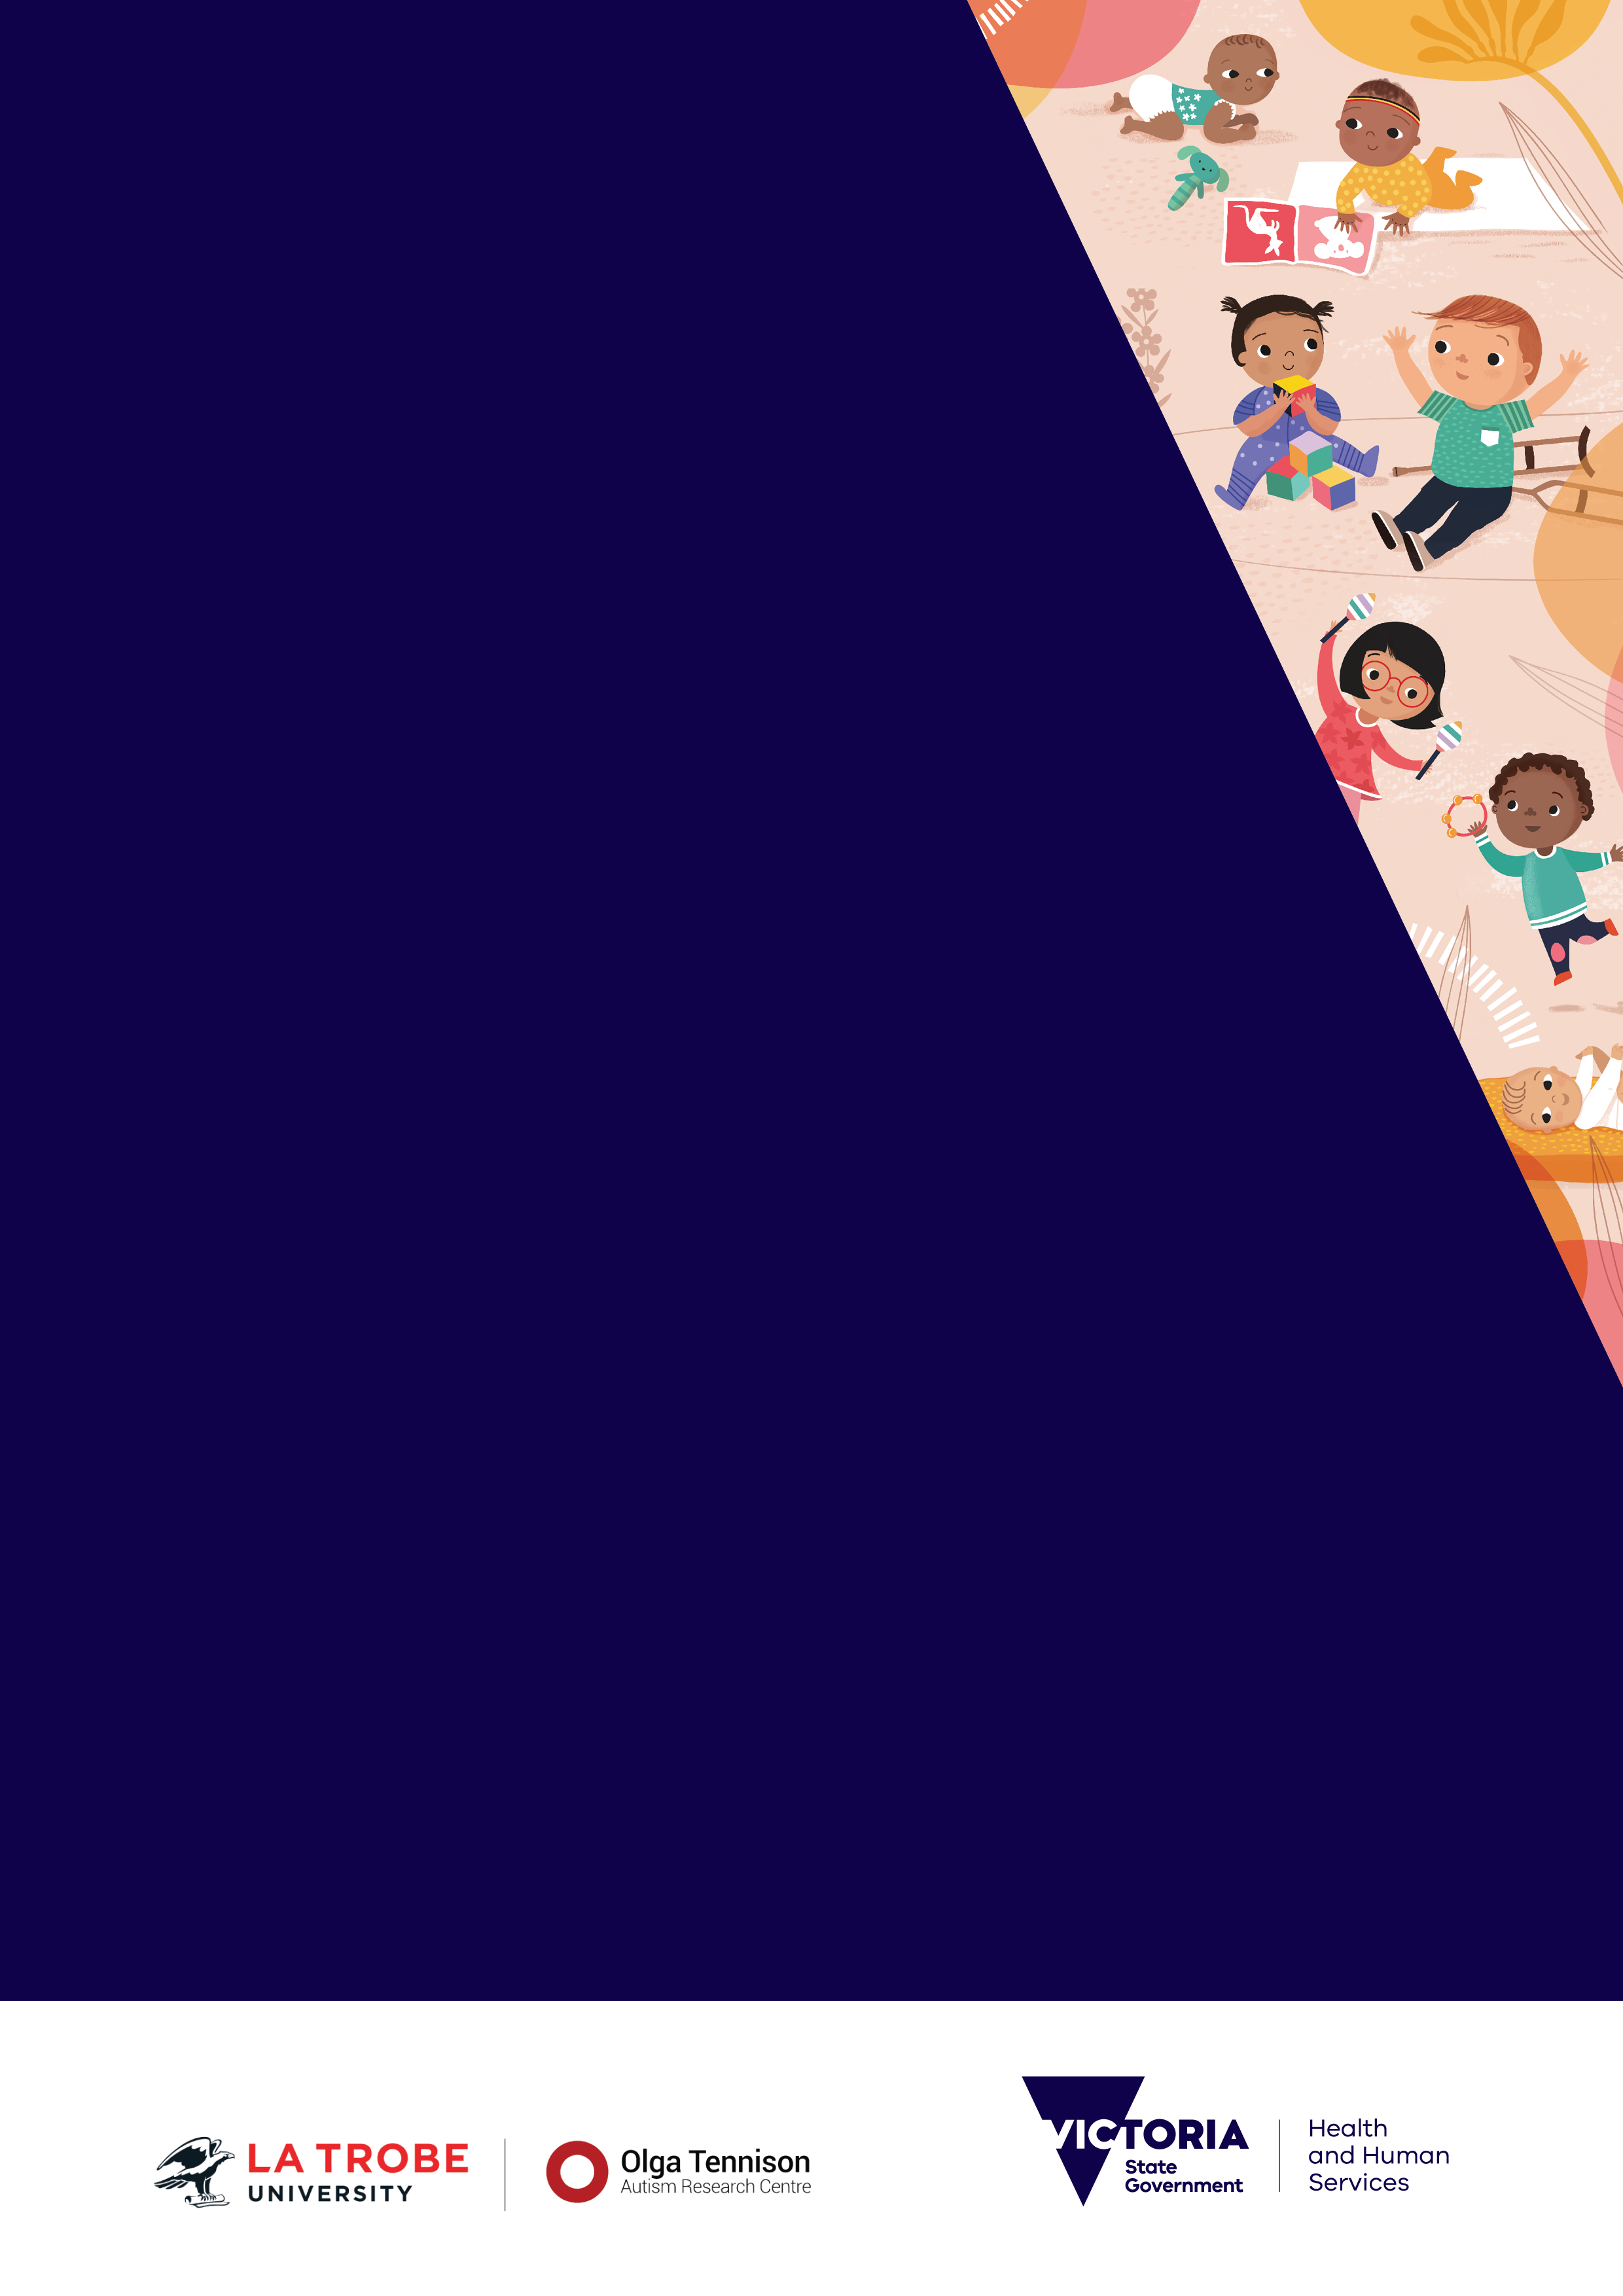 LA TROBE
UNIVERSITY
Olga Tennison
Autism Research Centre
VICTORIA
State
Government
Health
and Human
Services